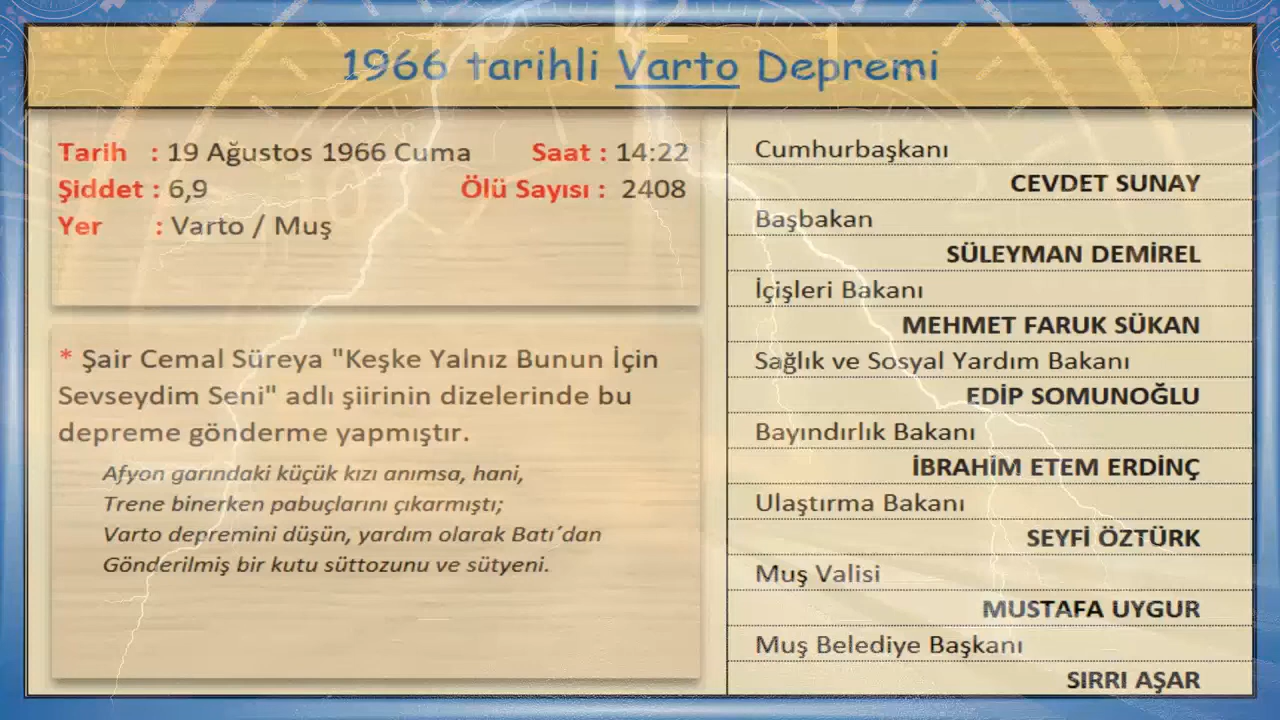 1966 tarihli Varto Depremi
Tarih : 19 Ağustos 1966 Cuma Saat : 14:22
Şiddet : 6,9 Ölü Sayısı : 2408
Yer : Varto / Muş
* Şair Cemal Süreya "Keşke Yalnız Bunun İçin
Sevseydim Seni" adlı şiirinin dizelerinde bu
depreme gönderme yapmıştır.
Afyon garındaki küçük kızı anımsa, hani,
Trene binerken pabuçlarını çıkarmıştı;
Varto depremini düşün, yardım olarak Batı´dan
Gönderilmiş bir kutu süttozunu ve sütyeni.
Cumhurbaşkanı
CEVDET SUNAY
Başbakan
SÜLEYMAN DEMİREL
İçişleri Bakanı
MEHMET FARUK SÜKAN
Sağlık ve Sosyal Yardım Bakanı
EDİP SOMUNOĞLU
Bayındırlık Bakanı
İBRAHİM ETEM ERDİNÇ
Ulaştırma Bakanı
SEYFİ ÖZTÜRK
Muş Valisi
MUSTAFA UYGUR
Muş Belediye Başkanı
SIRRI AŞAR